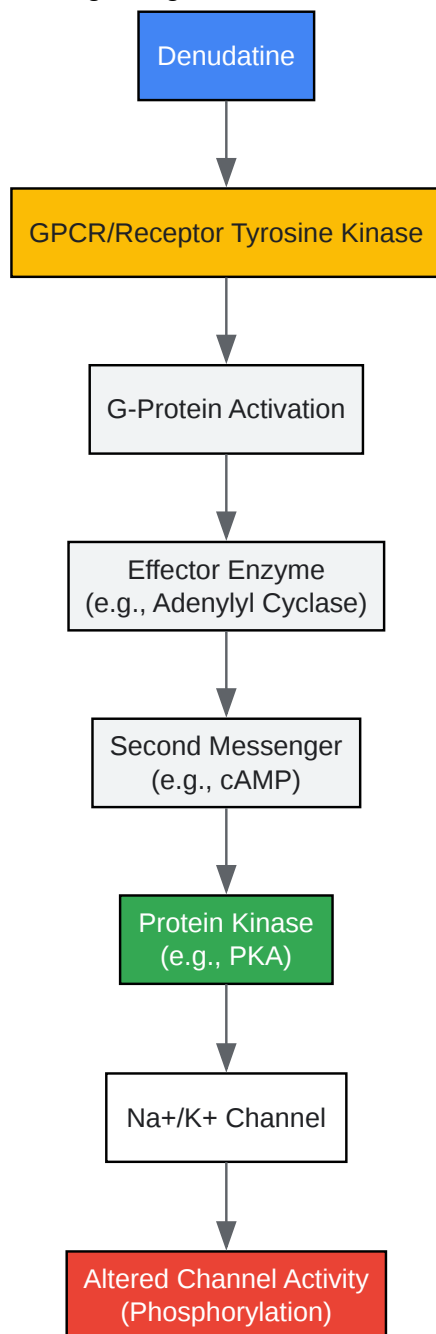 Denudatine
GPCR/Receptor Tyrosine Kinase
G-Protein Activation
Effector Enzyme
(e.g., Adenylyl Cyclase)
Second Messenger
(e.g., cAMP)
Protein Kinase
(e.g., PKA)
Na+/K+ Channel
Altered Channel Activity
(Phosphorylation)